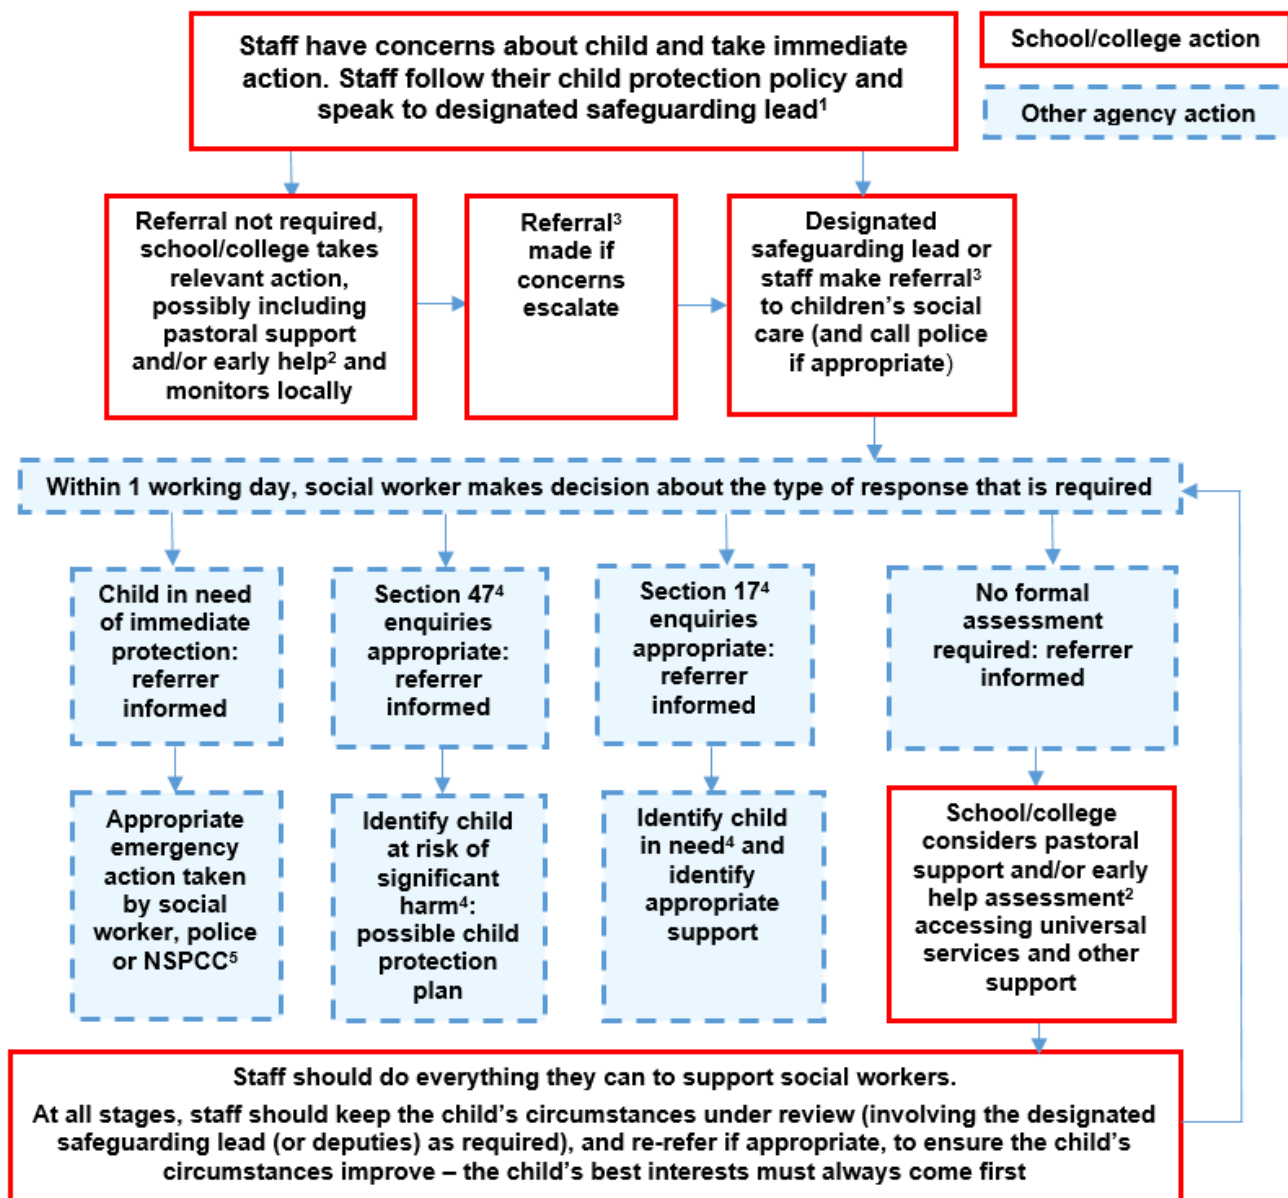 Staff have concerns about child and take immediate
action. Staff follow their child protection policy and
speak to designated safeguarding lead¹
School/college action
Other agency action
Referral not required,
school/college takes
relevant action,
possibly including
pastoral support
and/or early help² and
monitors locally
Referral³
made if
concerns
escalate
Designated
safeguarding lead or
staff make referral³
to children’s social
care (and call police
if appropriate)
Within 1 working day, social worker makes decision about the type of response that is required
Child in need
of immediate
protection:
referrer
informed
Section 47⁴
enquiries
appropriate:
referrer
informed
Section 17⁴
enquiries
appropriate:
referrer
informed
No formal
assessment
required: referrer
informed
Appropriate
emergency
action taken
by social
worker, police
or NSPCC⁵
Identify child
at risk of
significant
harm⁴:
possible child
protection
plan
Identify child
in need⁴ and
identify
appropriate
support
School/college
considers pastoral
support and/or early
help assessment²
accessing universal
services and other
support
Staff should do everything they can to support social workers.
At all stages, staff should keep the child’s circumstances under review (involving the designated
safeguarding lead (or deputies) as required), and re-refer if appropriate, to ensure the child’s
circumstances improve – the child’s best interests must always come first